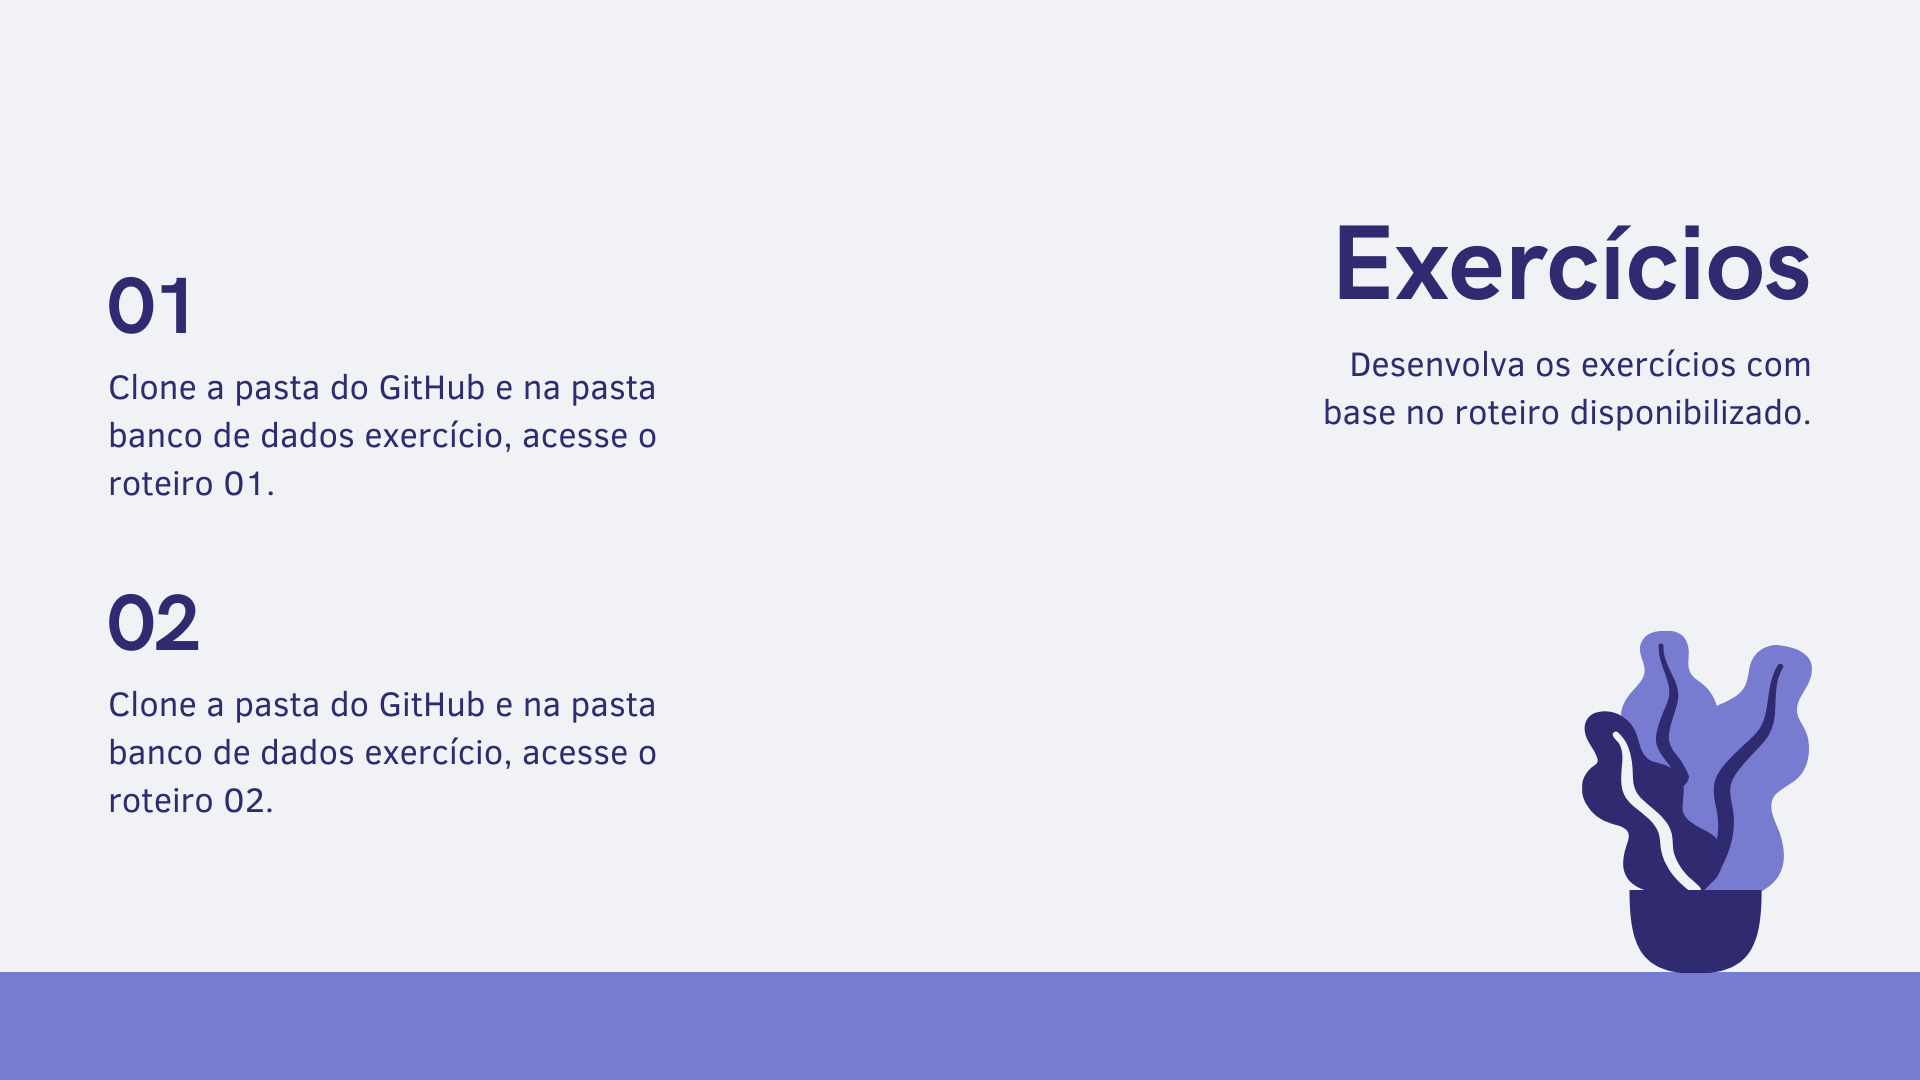 Exercícios
Desenvolva os exercícios com
base no roteiro disponibilizado.
01
Clone a pasta do GitHub e na pasta
banco de dados exercício, acesse o
roteiro 01.
02
Clone a pasta do GitHub e na pasta
banco de dados exercício, acesse o
roteiro 02.